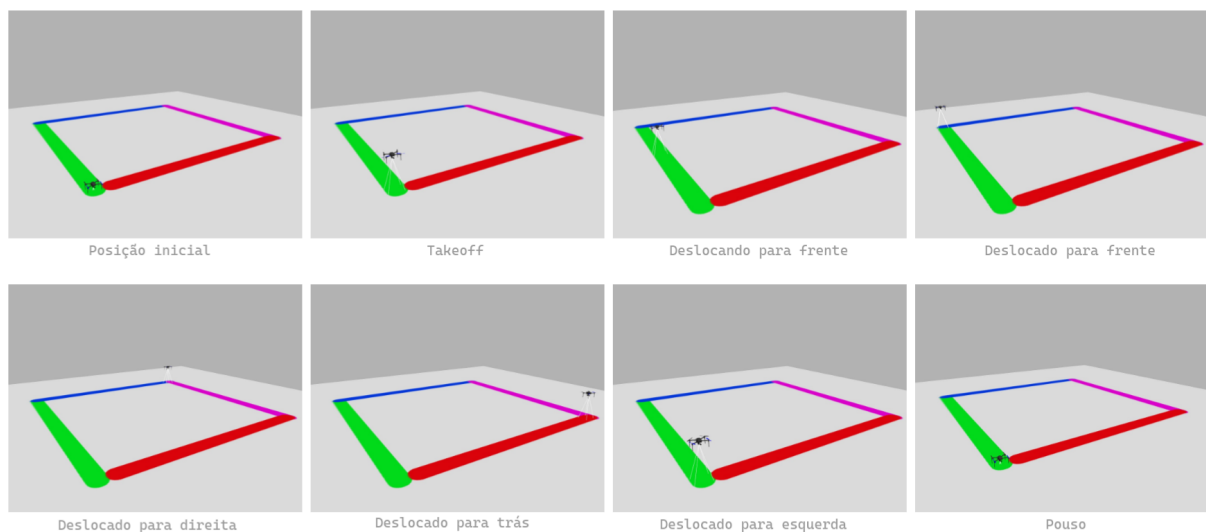 Posição inicial
Takeoff
Deslocando para frente
Deslocado para frente
Deslocado para direita
Deslocado para trás
Deslocado para esquerda
Pouso